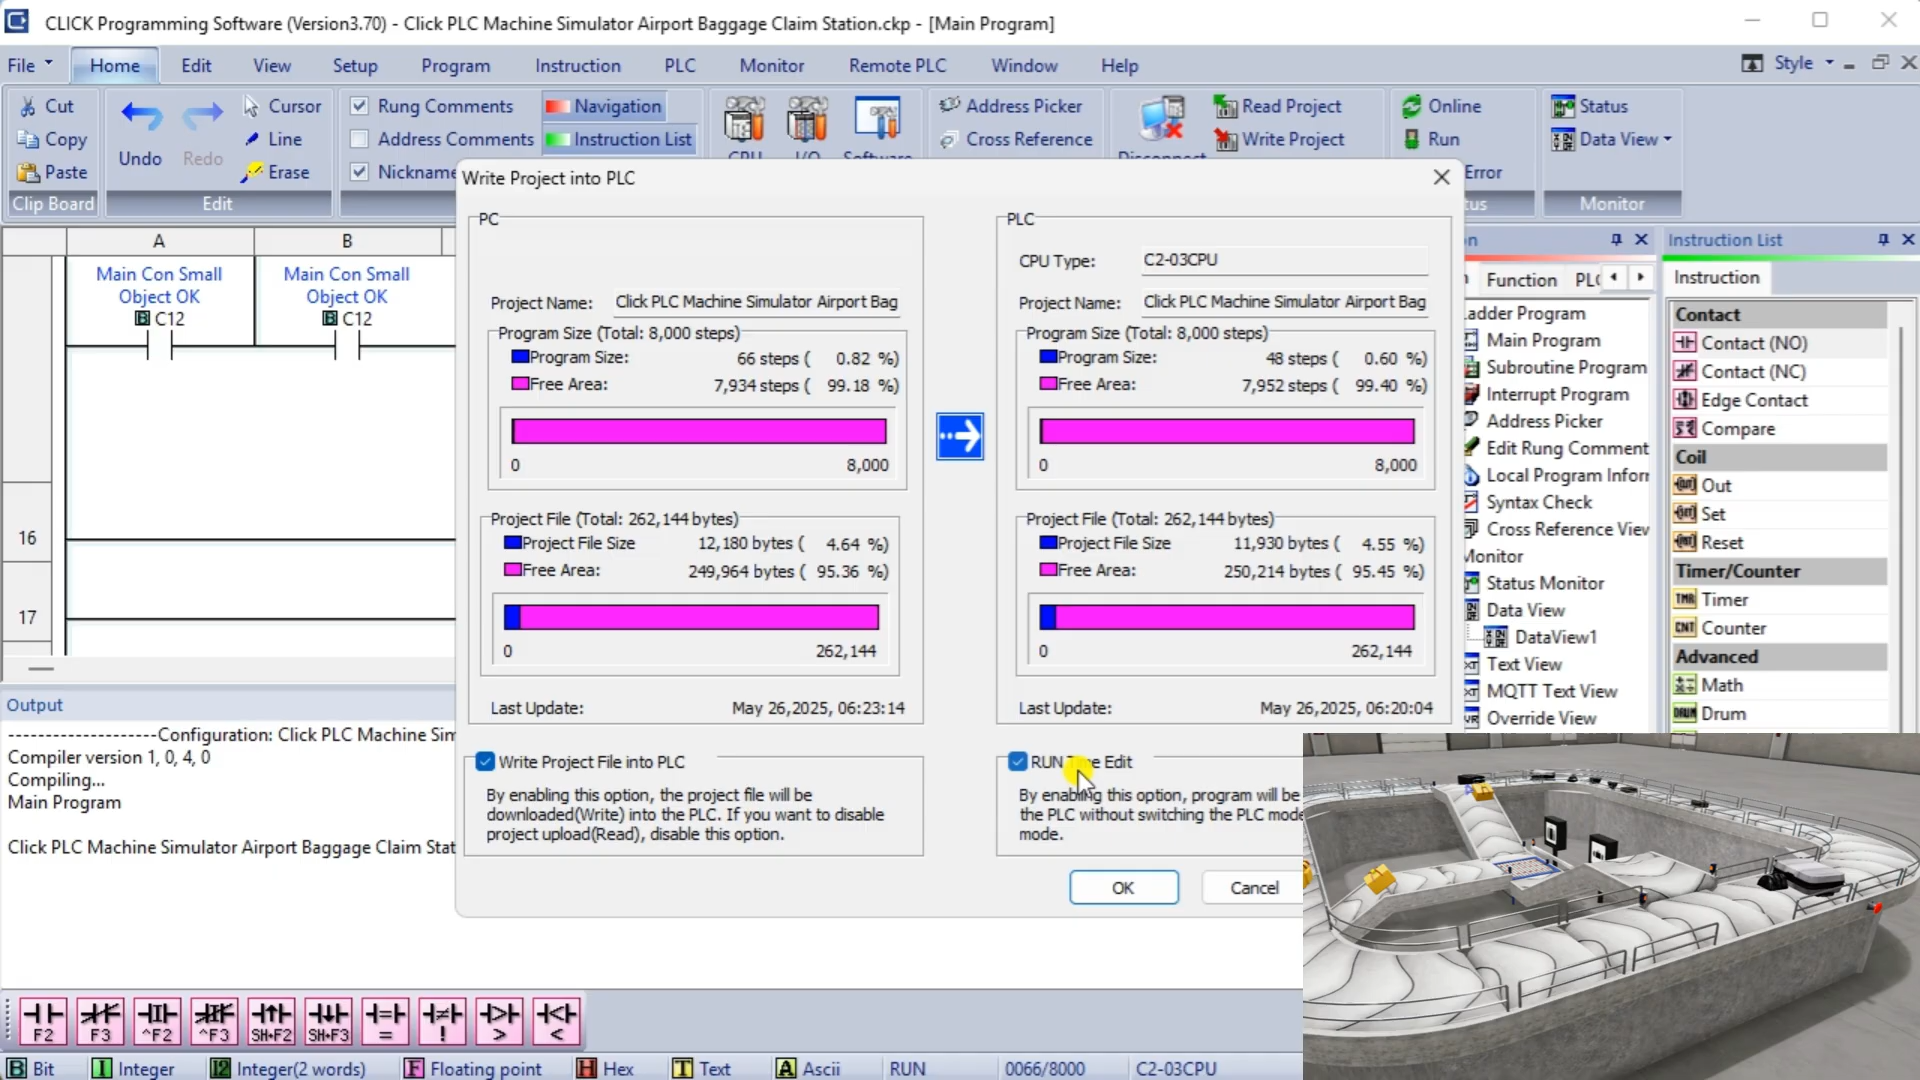 CLICK Programming Software (Version3.70) - Click PLC Machine Simulator Airport Baggage Claim Station.ckp - [Main Program]
File Home Edit View Setup Program Instruction PLC Monitor Remote PLC Window Help Style
Cut Cursor Rung Comments Navigation Address Picker Read Project Online Status
Copy Line Address Comments Instruction List Cross Reference Write Project Run Data View
Undo Redo
Paste Erase Error
Clip Board Edit Monitor
Write Project into PLC
PC
Project Name: Click PLC Machine Simulator Airport Bag
Program Size (Total: 8,000 steps)
Program Size: 66 steps ( 0.82 %)
Free Area: 7,934 steps ( 99.18 %)
0 8,000
Project File (Total: 262,144 bytes)
Project File Size 12,180 bytes ( 4.64 %)
Free Area: 249,964 bytes ( 95.36 %)
0 262,144
Last Update: May 26,2025, 06:23:14
Write Project File into PLC
By enabling this option, the project file will be
downloaded(Write) into the PLC. If you want to disable
project upload(Read), disable this option.
PLC
CPU Type: C2-03CPU
Project Name: Click PLC Machine Simulator Airport Bag
Program Size (Total: 8,000 steps)
Program Size: 48 steps ( 0.60 %)
Free Area: 7,952 steps ( 99.40 %)
0 8,000
Project File (Total: 262,144 bytes)
Project File Size 11,930 bytes ( 4.55 %)
Free Area: 250,214 bytes ( 95.45 %)
0 262,144
Last Update: May 26,2025, 06:20:04
RUN Time Edit
By enabling this option, program will be
the PLC without switching the PLC mode
mode.
OK Cancel
A B
Main Con Small
Object OK
C12
Main Con Small
Object OK
C12
16
17
Output
--------------------Configuration: Click PLC Machine Sim
Compiler version 1, 0, 4, 0
Compiling...
Main Program
Click PLC Machine Simulator Airport Baggage Claim Stat
Function PLC
Main Program
Subroutine Program
Interrupt Program
Address Picker
Edit Rung Comment
Local Program Infor
Syntax Check
Cross Reference View
Status Monitor
Data View
DataView1
Text View
MQTT Text View
Override View
Instruction List
Instruction
Contact
Contact (NO)
Contact (NC)
Edge Contact
Compare
Coil
Out
Set
Reset
Timer/Counter
TMR Timer
CNT Counter
Advanced
Math
DRUM Drum
F2 F3 ^F2 ^F3 SH+F2 SH+F3 = ! > <
B Bit I Integer I2 Integer(2 words) F Floating point H Hex T Text A Ascii RUN 0066/8000 C2-03CPU